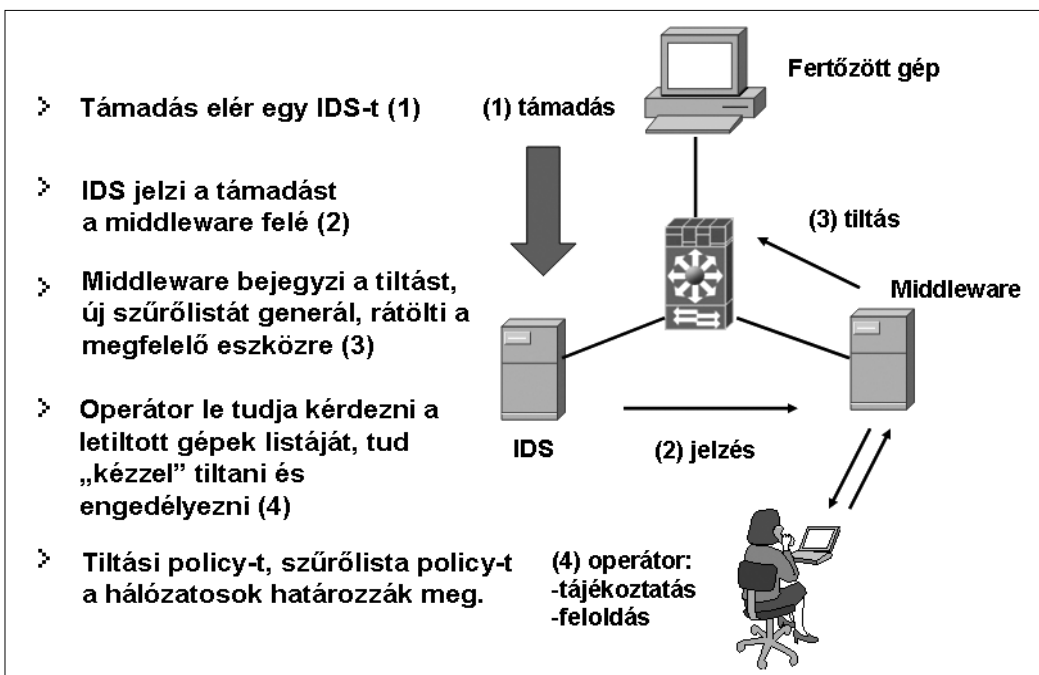 Támadás elér egy IDS-t (1)
IDS jelzi a támadást
a middleware felé (2)
Middleware bejegyzi a tiltást,
új szűrőlistát generál, rátölti a
megfelelő eszközre (3)
Operátor le tudja kérdezni a
letiltott gépek listáját, tud
„kézzel” tiltani és
engedélyezni (4)
Tiltási policy-t, szűrőlista policy-t
a hálózatosok határozzák meg.
Fertőzött gép
(1) támadás
(3) tiltás
Middleware
IDS
(2) jelzés
(4) operátor:
-tájékoztatás
-feloldás